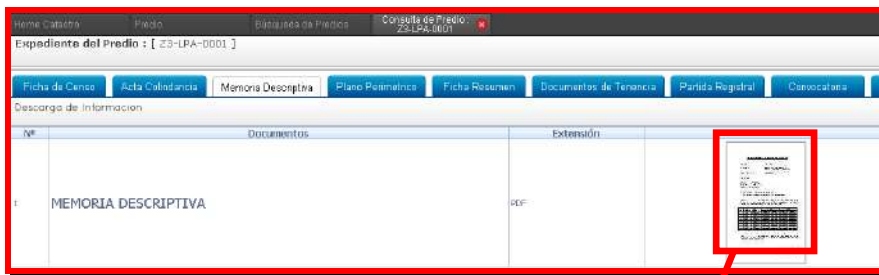 Home Catastro Predio Búsqueda de Predios Consulta de Predio:
Z3-LPA-0001
Expediente del Predio : [ Z3-LPA-0001 ]
Ficha de Censo Acta Colindancia Memoria Descriptiva Plano Perimetrico Ficha Resumen Documentos de Tenencia Partida Registral Convocatoria
Descarga de Informacion
Nº Documentos Extensión
1 MEMORIA DESCRIPTIVA PDF